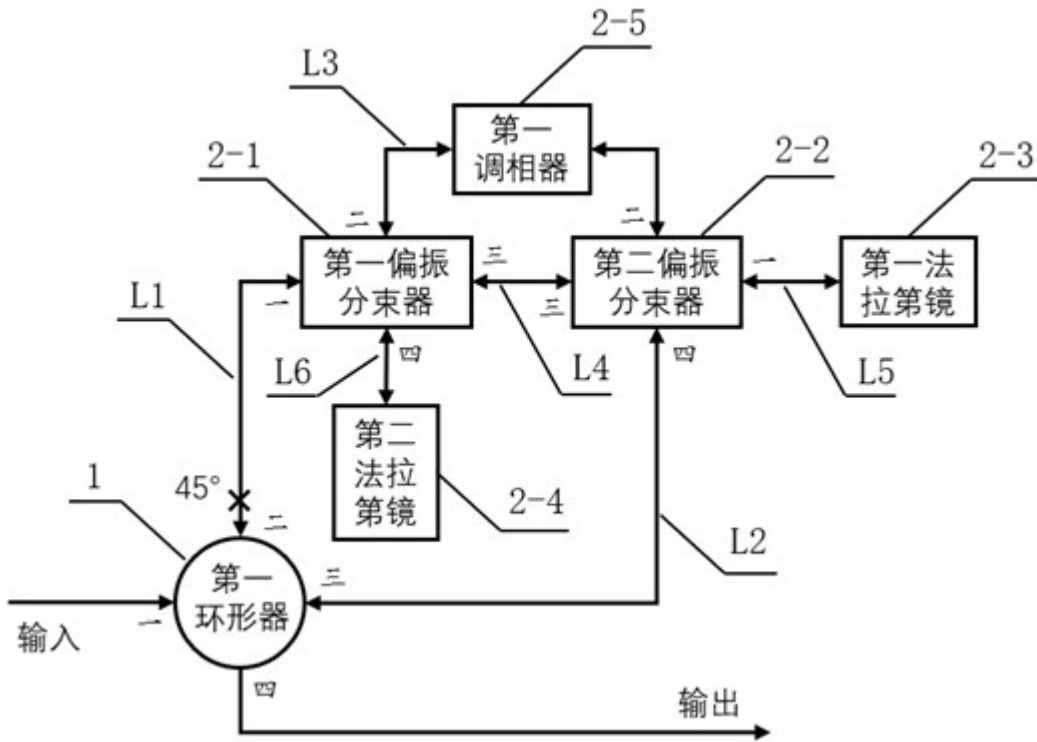 2-5
L3
第一
调相器
2-1
2-2
2-3
二
二
第一偏振
分束器
三
第二偏振
分束器
一
第一法
拉第镜
L1
一
三
四
四
L6
L4
L5
第二
法拉
第镜
1
45°
二
2-4
L2
第一
环形器
三
一
输入
四
输出